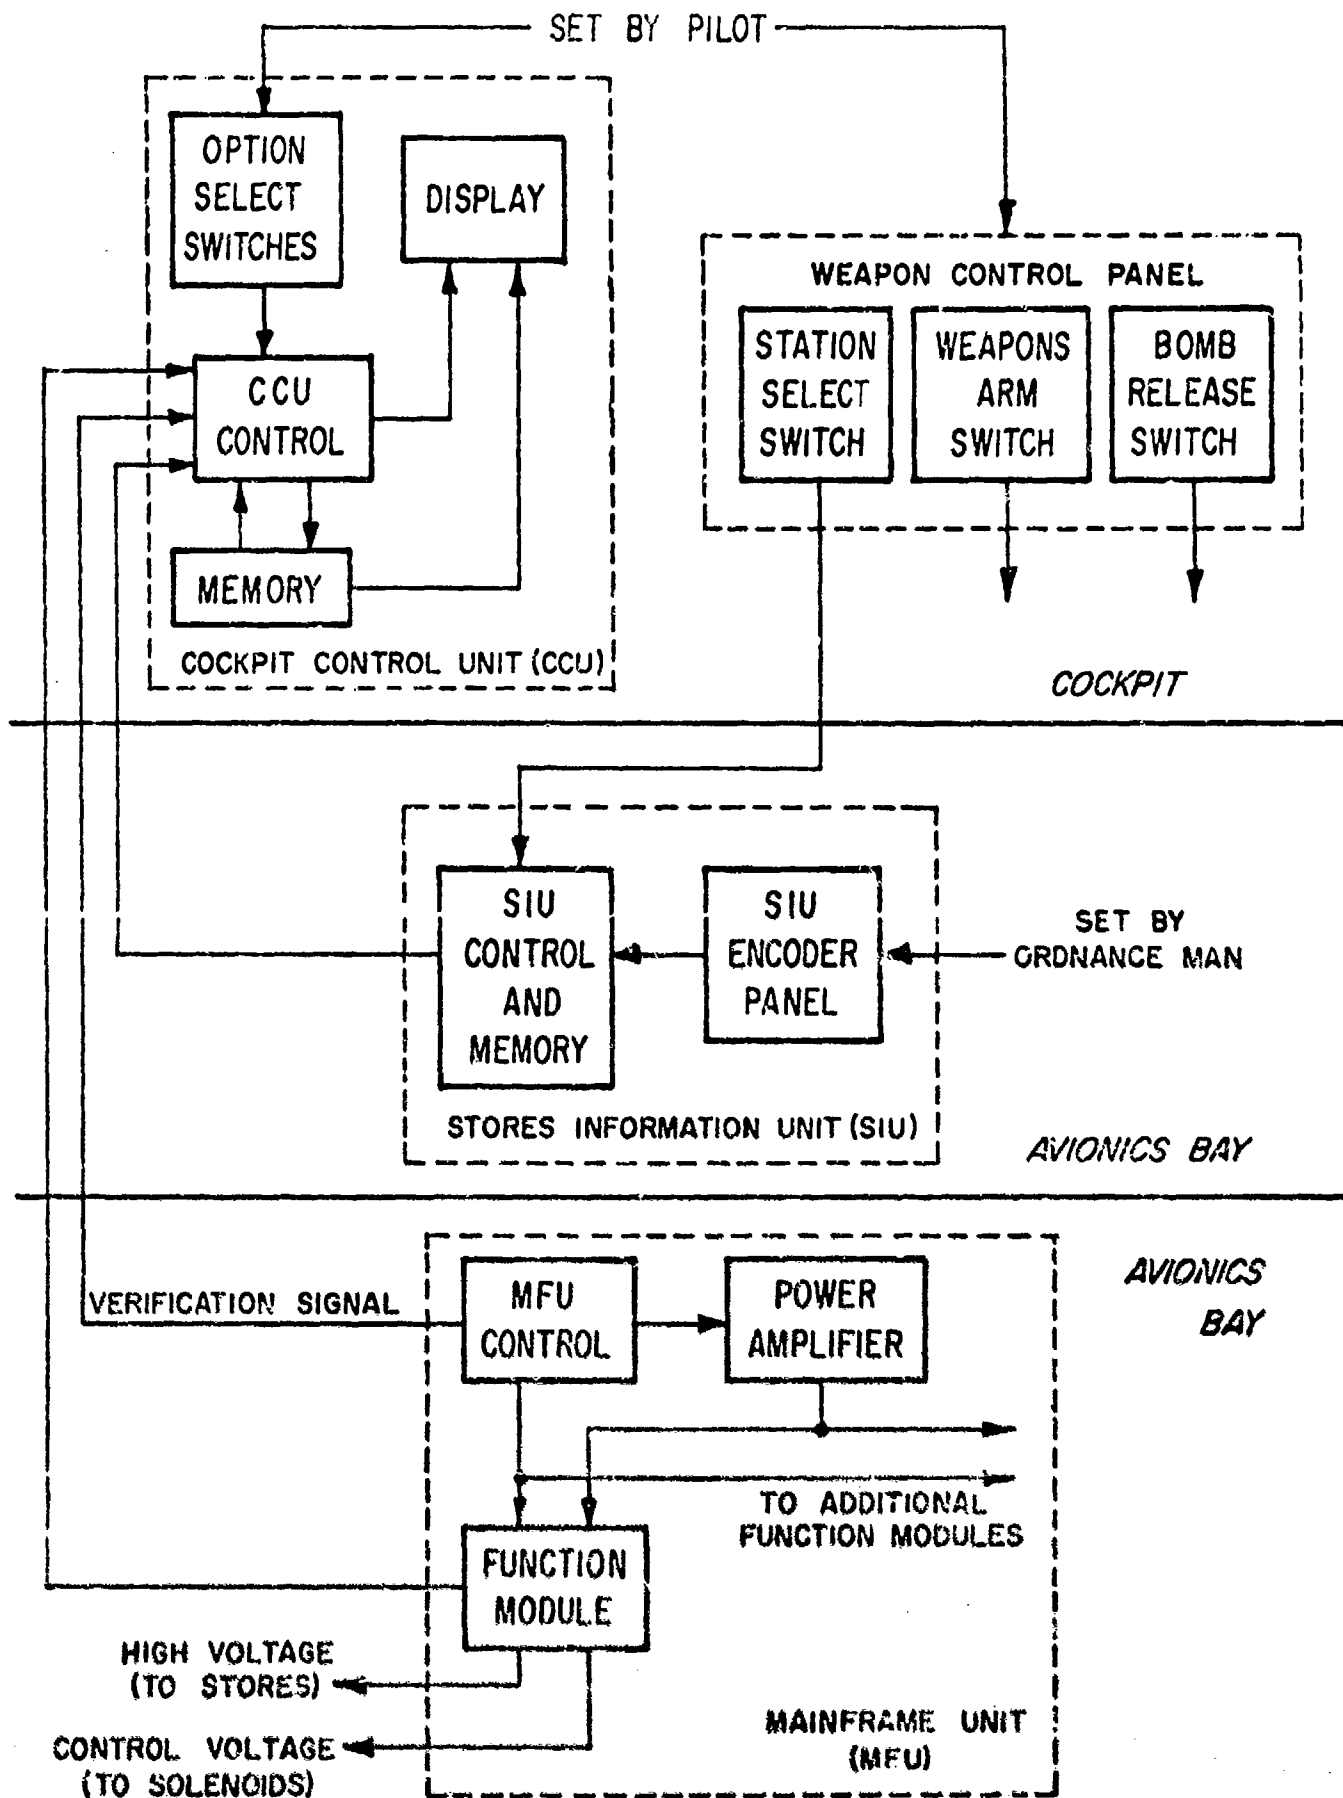 SET BY PILOT
OPTION
SELECT
SWITCHES
DISPLAY
CCU
CONTROL
MEMORY
COCKPIT CONTROL UNIT (CCU)
WEAPON CONTROL PANEL
STATION
SELECT
SWITCH
WEAPONS
ARM
SWITCH
BOMB
RELEASE
SWITCH
COCKPIT
SIU
CONTROL
AND
MEMORY
SIU
ENCODER
PANEL
SET BY
ORDNANCE MAN
STORES INFORMATION UNIT (SIU)
AVIONICS BAY
VERIFICATION SIGNAL
MFU
CONTROL
POWER
AMPLIFIER
AVIONICS
BAY
TO ADDITIONAL
FUNCTION MODULES
FUNCTION
MODULE
HIGH VOLTAGE
(TO STORES)
CONTROL VOLTAGE
(TO SOLENOIDS)
MAINFRAME UNIT
(MFU)